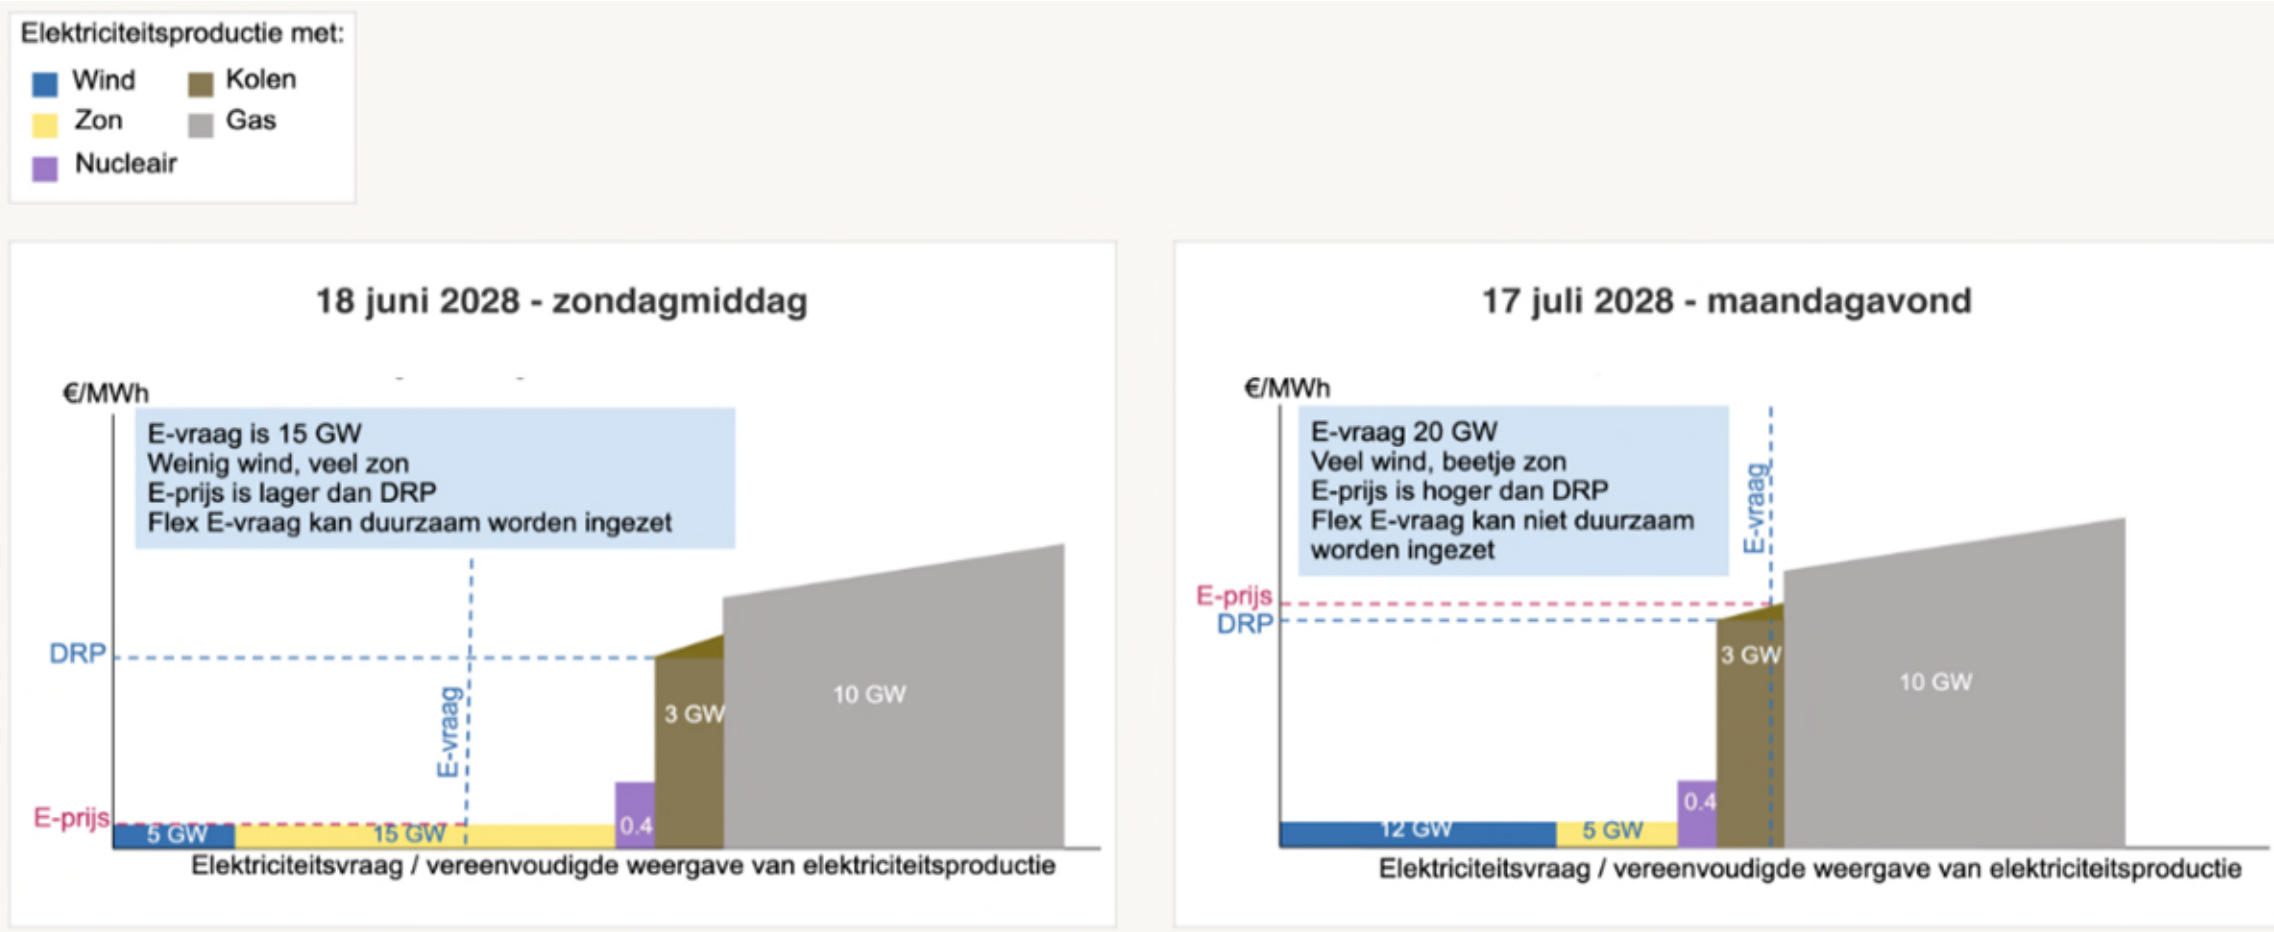 Elektriciteitsproductie met:
Wind
Kolen
Zon
Gas
Nucleair
18 juni 2028 - zondagmiddag
€/MWh
E-vraag is 15 GW
Weinig wind, veel zon
E-prijs is lager dan DRP
Flex E-vraag kan duurzaam worden ingezet
DRP
E-vraag
E-prijs
5 GW
15 GW
0.4
3 GW
10 GW
Elektriciteitsvraag / vereenvoudigde weergave van elektriciteitsproductie
17 juli 2028 - maandagavond
€/MWh
E-vraag 20 GW
Veel wind, beetje zon
E-prijs is hoger dan DRP
Flex E-vraag kan niet duurzaam
worden ingezet
E-vraag
E-prijs
DRP
12 GW
5 GW
0.4
3 GW
10 GW
Elektriciteitsvraag / vereenvoudigde weergave van elektriciteitsproductie